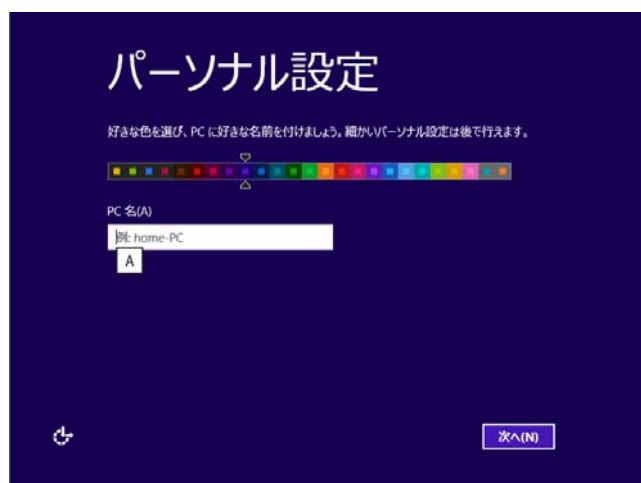 パーソナル設定
好きな色を選び、PC に好きな名前を付けましょう。細かいパーソナル設定は後で行えます。
PC 名(A)
例: home-PC
A
次へ(N)